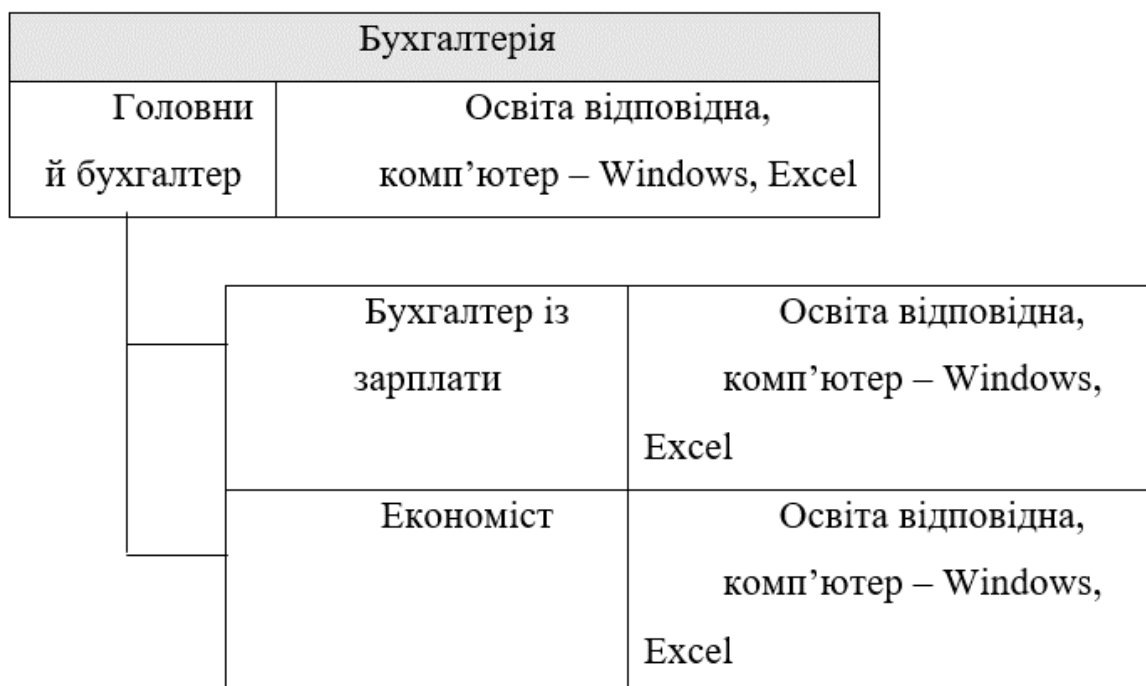 Бухгалтерія
Головни
й бухгалтер
Освіта відповідна,
комп’ютер – Windows, Excel
Бухгалтер із
зарплати
Освіта відповідна,
комп’ютер – Windows,
Excel
Економіст
Освіта відповідна,
комп’ютер – Windows,
Excel